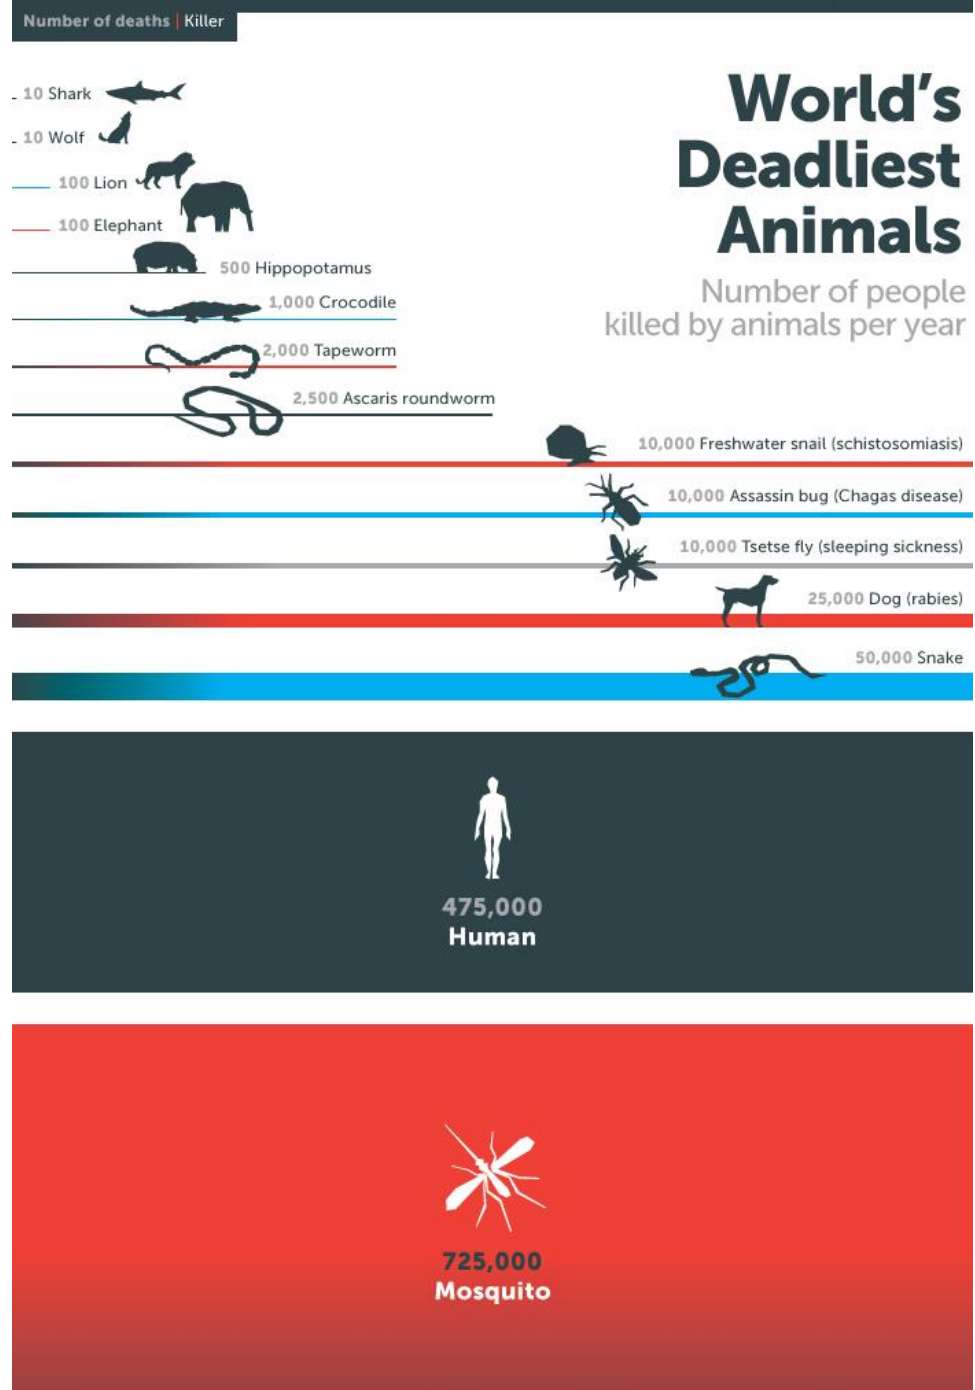 Number of deaths | Killer
World's
Deadliest
Animals
Number of people
killed by animals per year
10 Shark
10 Wolf
100 Lion
100 Elephant
500 Hippopotamus
1,000 Crocodile
2,000 Tapeworm
2,500 Ascaris roundworm
10,000 Freshwater snail (schistosomiasis)
10,000 Assassin bug (Chagas disease)
10,000 Tsetse fly (sleeping sickness)
25,000 Dog (rabies)
50,000 Snake
475,000
Human
725,000
Mosquito